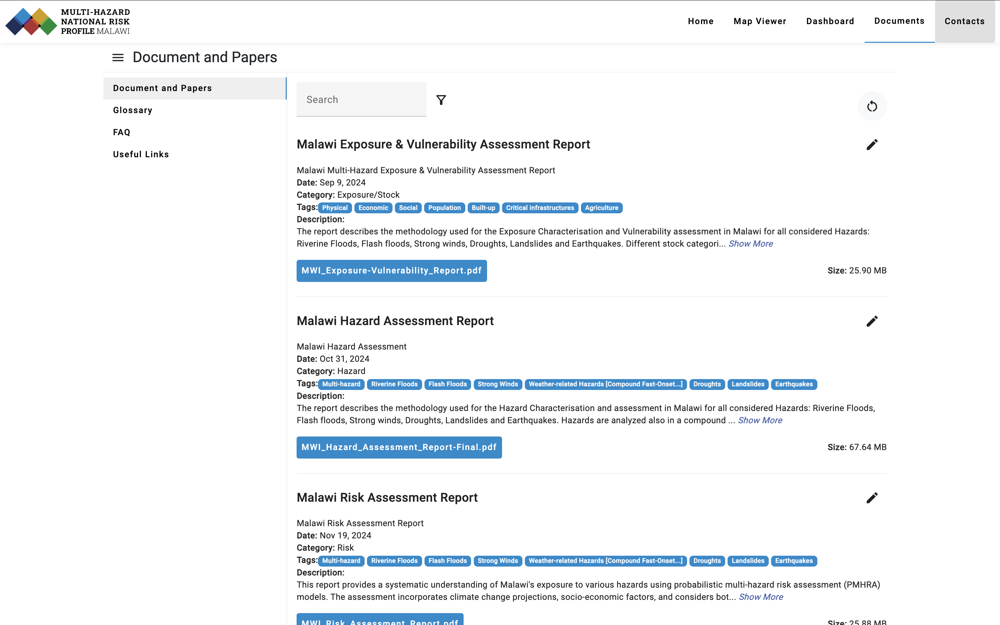 MULTI-HAZARD
NATIONAL RISK
PROFILE MALAWI
Home Map Viewer Dashboard Documents Contacts
Document and Papers
Document and Papers
Glossary
FAQ
Useful Links
Search
Malawi Exposure & Vulnerability Assessment Report
Malawi Multi-Hazard Exposure & Vulnerability Assessment Report
Date: Sep 9, 2024
Category: Exposure/Stock
Tags: Physical Economic Social Population Built-up Critical infrastructures Agriculture
Description:
The report describes the methodology used for the Exposure Characterisation and Vulnerability assessment in Malawi for all considered Hazards:
Riverine Floods, Flash floods, Strong winds, Droughts, Landslides and Earthquakes. Different stock categori... Show More
MWI_Exposure-Vulnerability_Report.pdf Size: 25.90 MB
Malawi Hazard Assessment Report
Malawi Hazard Assessment
Date: Oct 31, 2024
Category: Hazard
Tags: Multi-hazard Riverine Floods Flash Floods Strong Winds Weather-related Hazards [Compound Fast-Onset...] Droughts Landslides Earthquakes
Description:
The report describes the methodology used for the Hazard Characterisation and assessment in Malawi for all considered Hazards: Riverine Floods,
Flash floods, Strong winds, Droughts, Landslides and Earthquakes. Hazards are analyzed also in a compound ... Show More
MWI_Hazard_Assessment_Report-Final.pdf Size: 67.64 MB
Malawi Risk Assessment Report
Malawi Risk Assessment Report
Date: Nov 19, 2024
Category: Risk
Tags: Multi-hazard Riverine Floods Flash Floods Strong Winds Weather-related Hazards [Compound Fast-Onset...] Droughts Landslides Earthquakes
Description:
This report provides a systematic understanding of Malawi's exposure to various hazards using probabilistic multi-hazard risk assessment (PMHRA)
models. The assessment incorporates climate change projections, socio-economic factors, and considers bot... Show More
MWI_Risk_Assessment_Report.pdf Size: 25.88 MB